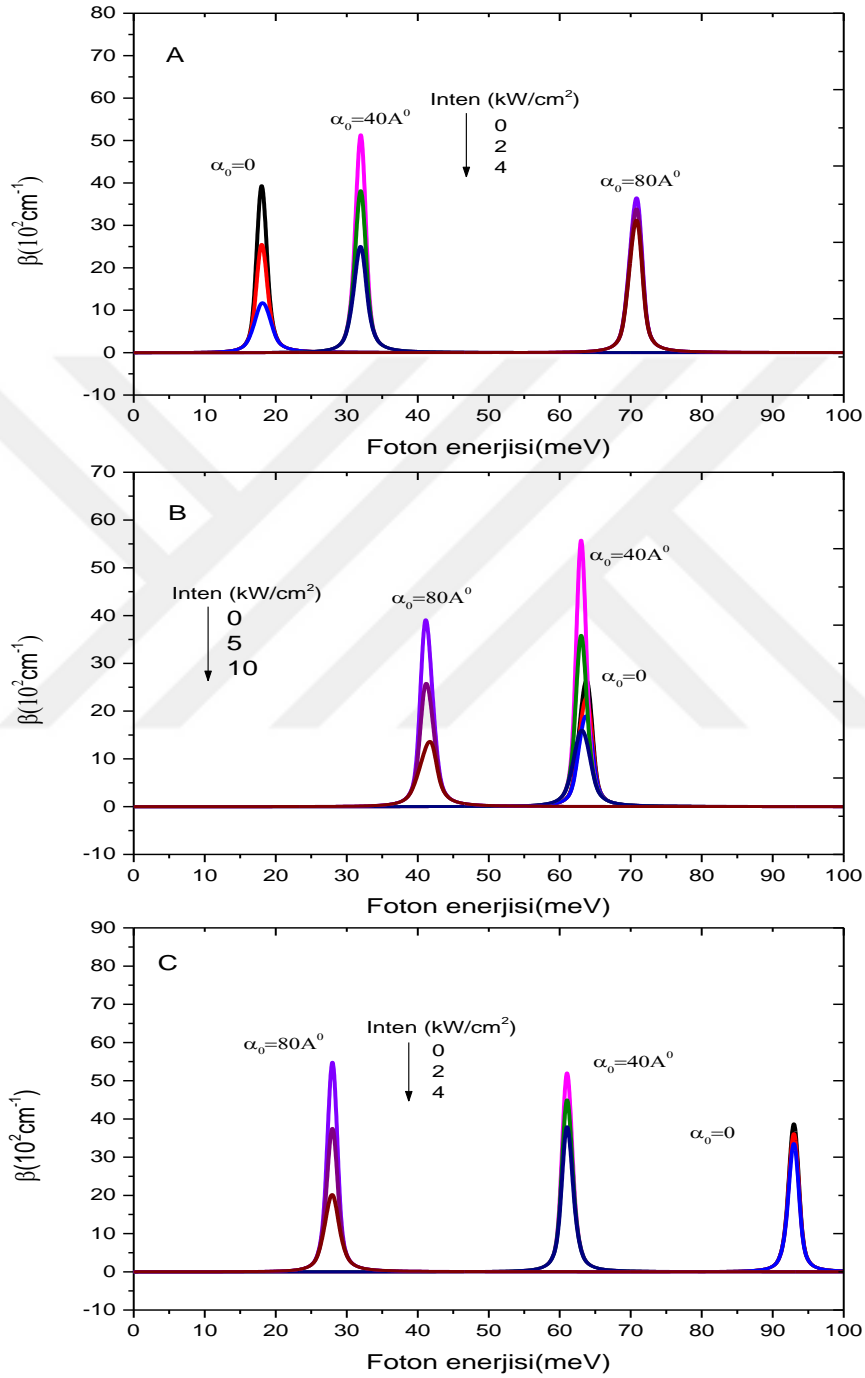 80
A
70
60
Inten (kW/cm²)
α₀=40A⁰
50
0
2
4
α₀=0
α₀=80A⁰
40
30
20
10
0
-10
β(10²cm⁻¹)
0 10 20 30 40 50 60 70 80 90 100
Foton enerjisi(meV)
70
B
60
α₀=40A⁰
50
Inten (kW/cm²)
0
5
10
α₀=80A⁰
40
30
α₀=0
20
10
0
-10
β(10²cm⁻¹)
0 10 20 30 40 50 60 70 80 90 100
Foton enerjisi(meV)
90
C
80
70
60
Inten (kW/cm²)
0
2
4
α₀=80A⁰
α₀=40A⁰
50
40
α₀=0
30
20
10
0
-10
β(10²cm⁻¹)
0 10 20 30 40 50 60 70 80 90 100
Foton enerjisi(meV)